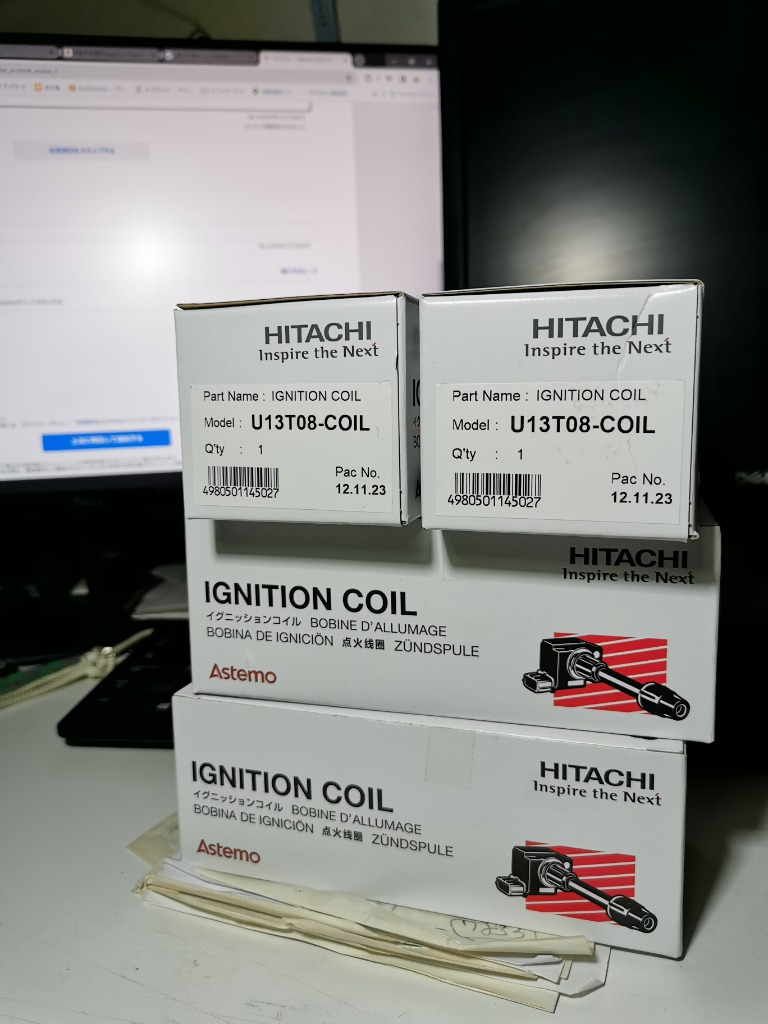 HITACHI
Inspire the Next
Part Name : IGNITION COIL
Model : U13T08-COIL
Q'ty : 1
Pac No.
4980501145027
12.11.23
HITACHI
Inspire the Next
Part Name : IGNITION COIL
Model : U13T08-COIL
Q'ty : 1
Pac No.
4980501145027
12.11.23
HITACHI
Inspire the Next
IGNITION COIL
イグニッションコイル BOBINE D'ALLUMAGE
BOBINA DE IGNICIÖN 点火线圈 ZÜNDSPULE
Astemo
HITACHI
Inspire the Next
IGNITION COIL
イグニッションコイル BOBINE D'ALLUMAGE
BOBINA DE IGNICIÖN 点火线圈 ZÜNDSPULE
Astemo